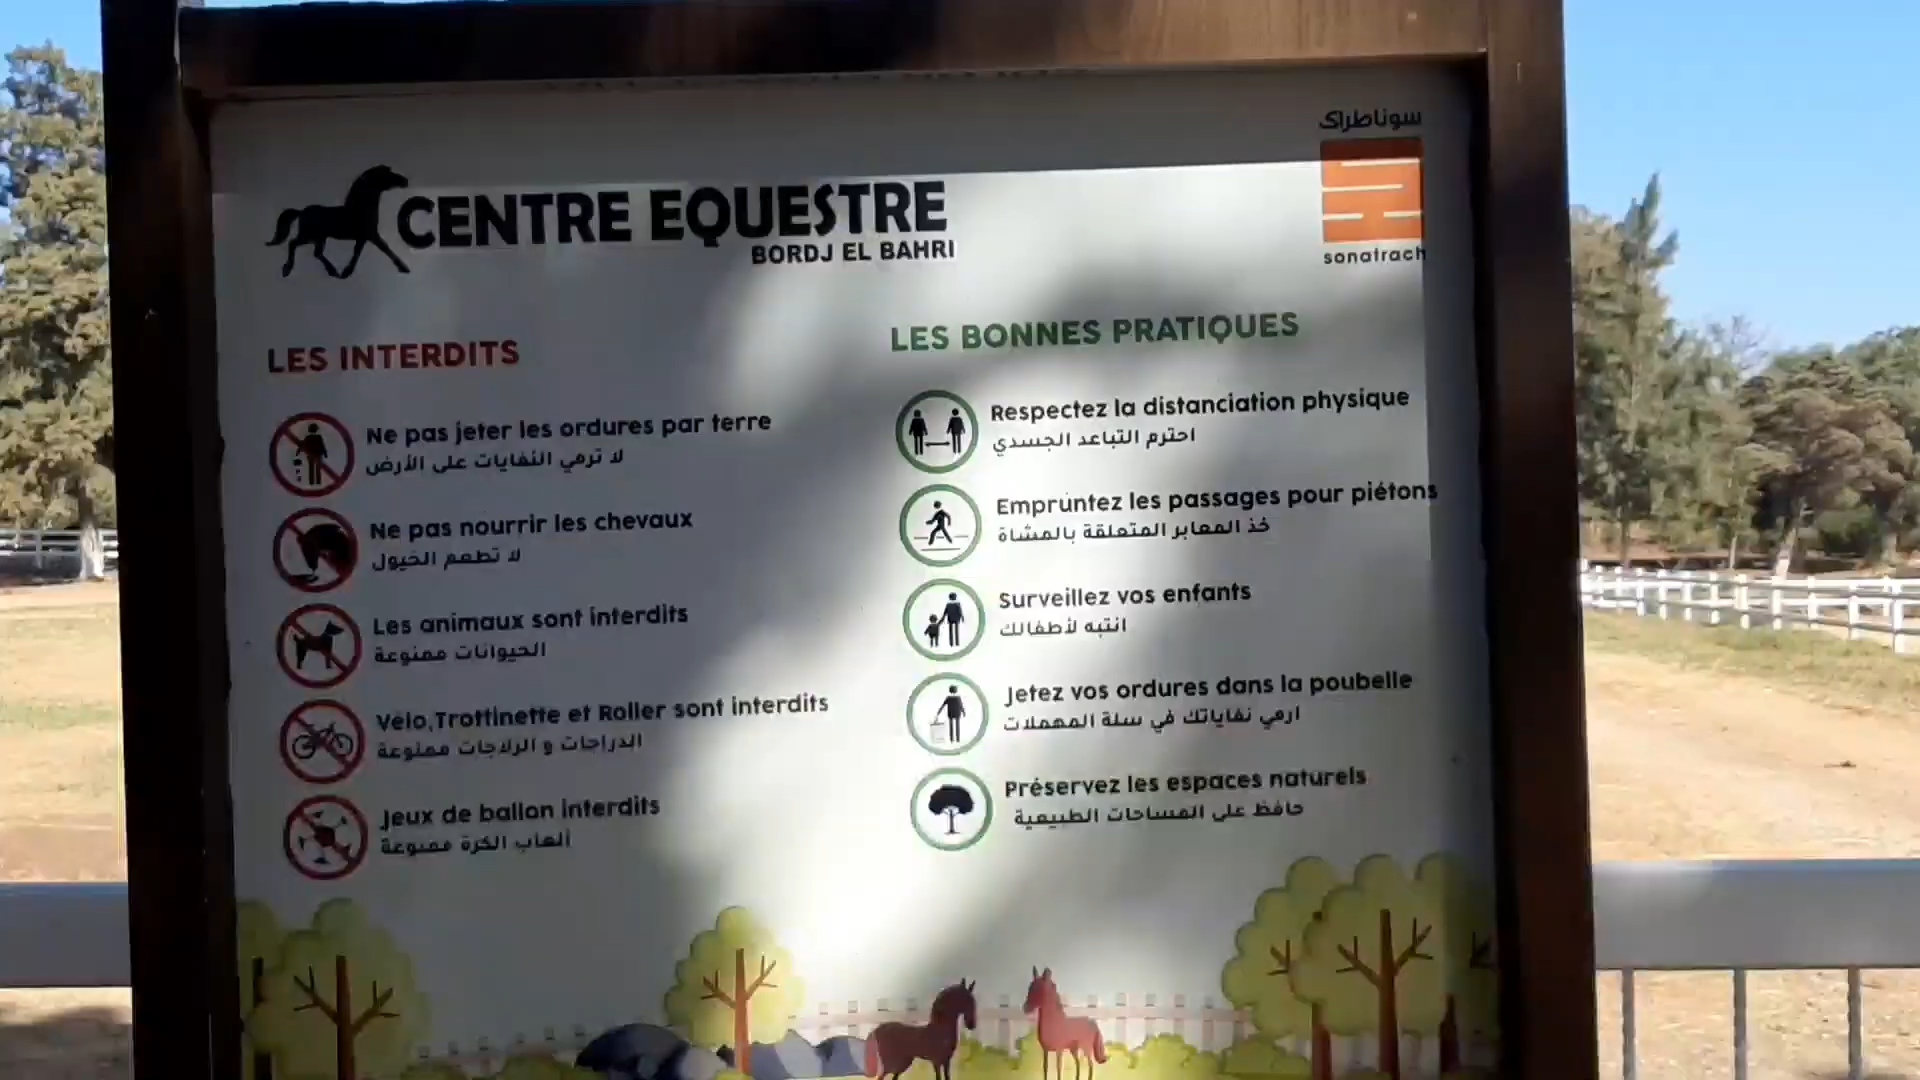 CENTRE EQUESTRE
BORDJ EL BAHRI
سوناطراك
sonatrach
LES INTERDITS
Ne pas jeter les ordures par terre
لا ترمي النفايات على الأرض
Ne pas nourrir les chevaux
لا تطعم الخيول
Les animaux sont interdits
الحيوانات ممنوعة
Vélo,Trottinette et Roller sont interdits
الدراجات و الزلاجات ممنوعة
Jeux de ballon interdits
ألعاب الكرة ممنوعة
LES BONNES PRATIQUES
Respectez la distanciation physique
احترم التباعد الجسدي
Empruntez les passages pour piétons
خذ المعابر المتعلقة بالمشاة
Surveillez vos enfants
انتبه لأطفالك
Jetez vos ordures dans la poubelle
ارمي نفاياتك في سلة المهملات
Préservez les espaces naturels
حافظ على المساحات الطبيعية